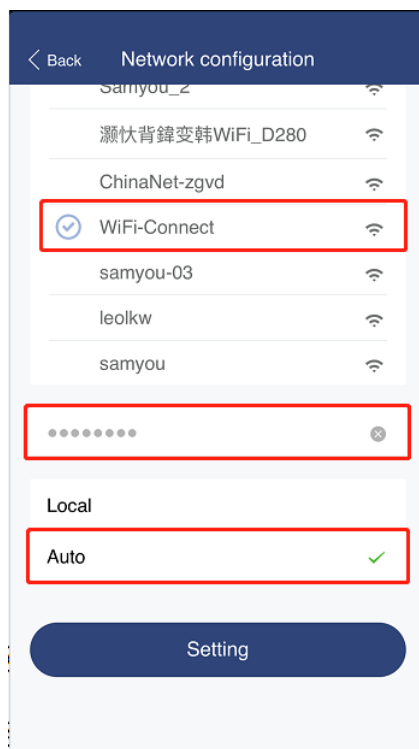 Back Network configuration
Samyou_2
灏忕背鍏变韩WiFi_D280
ChinaNet-zgvd
WiFi-Connect
samyou-03
leolkw
samyou
Local
Auto
Setting